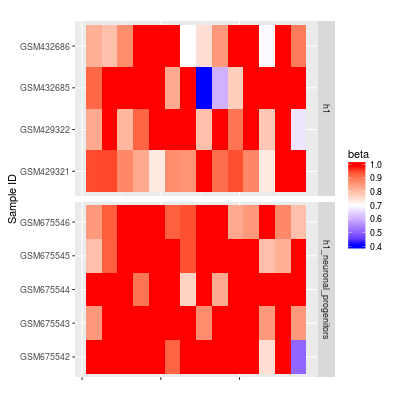 Sample ID
GSM432686
GSM432685
GSM429322
GSM429321
h1
GSM675546
GSM675545
GSM675544
GSM675543
GSM675542
h1_neuronal_progenitors
beta
1.0
0.9
0.8
0.7
0.6
0.5
0.4